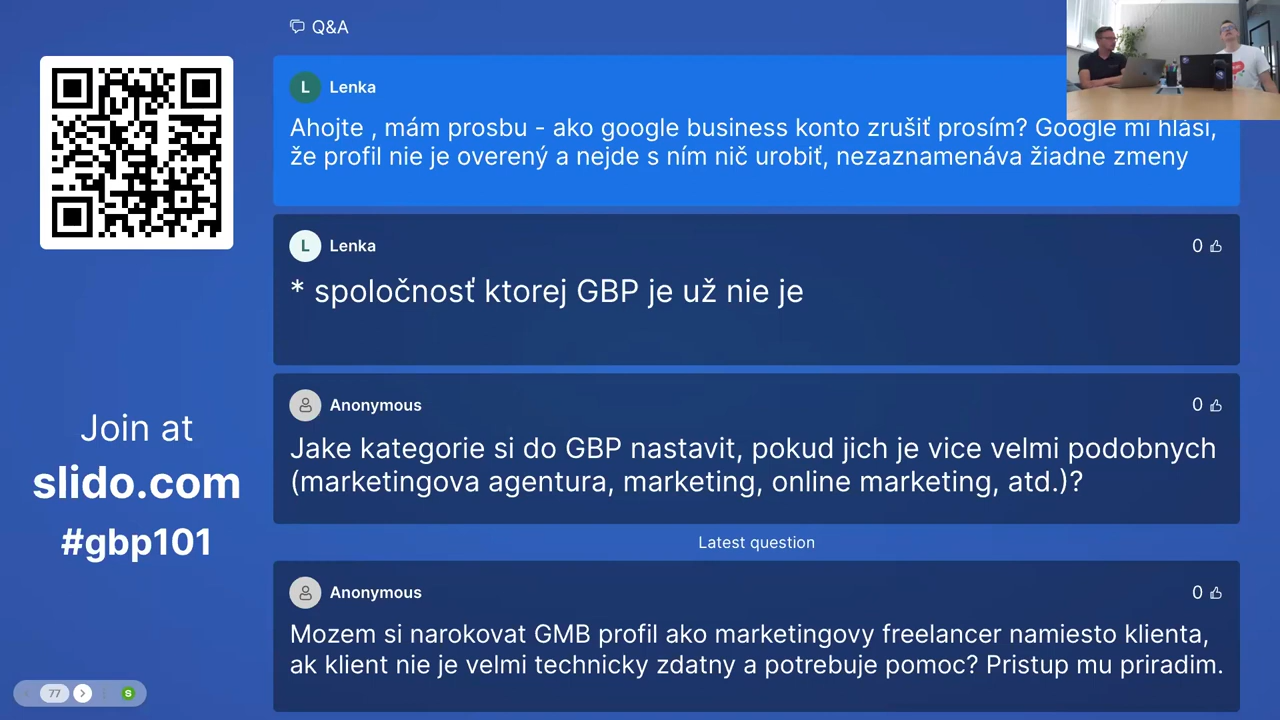 Q&A
L
Lenka
Ahojte , mám prosbu - ako google business konto zrušiť prosím? Google mi hlási,
že profil nie je overený a nejde s ním nič urobiť, nezaznamenáva žiadne zmeny
L
Lenka
0
* spoločnosť ktorej GBP je už nie je
Anonymous
0
Jake kategorie si do GBP nastavit, pokud jich je vice velmi podobnych
(marketingova agentura, marketing, online marketing, atd.)?
Latest question
Anonymous
0
Mozem si narokovat GMB profil ako marketingovy freelancer namiesto klienta,
ak klient nie je velmi technicky zdatny a potrebuje pomoc? Pristup mu priradim.
Join at
slido.com
#gbp101
77
S